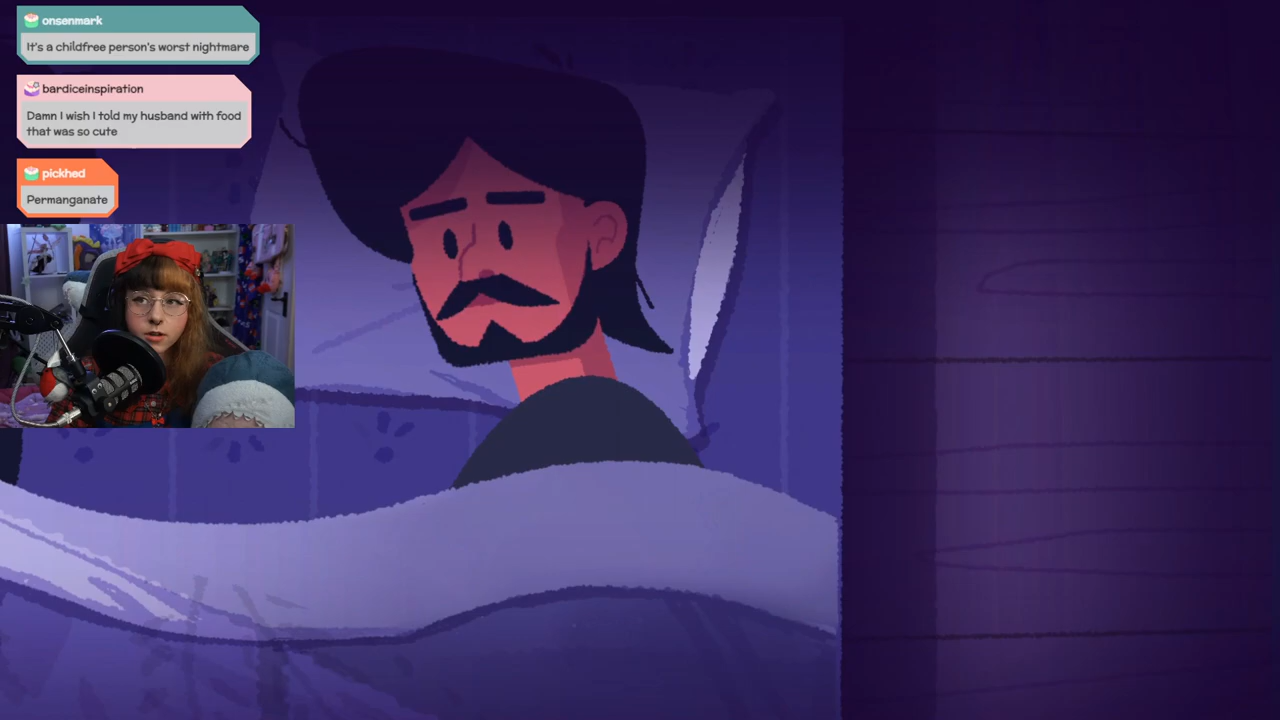 onsenmark
It's a childfree person's worst nightmare
bardiceinspiration
Damn I wish I told my husband with food
that was so cute
pickhed
Permanganate